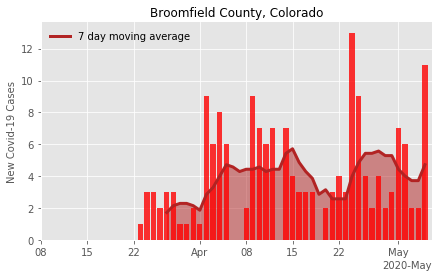 Broomfield County, Colorado
7 day moving average
New Covid-19 Cases
12
10
8
6
4
2
0
08 15 22 Apr 08 15 22 May 08
2020-May